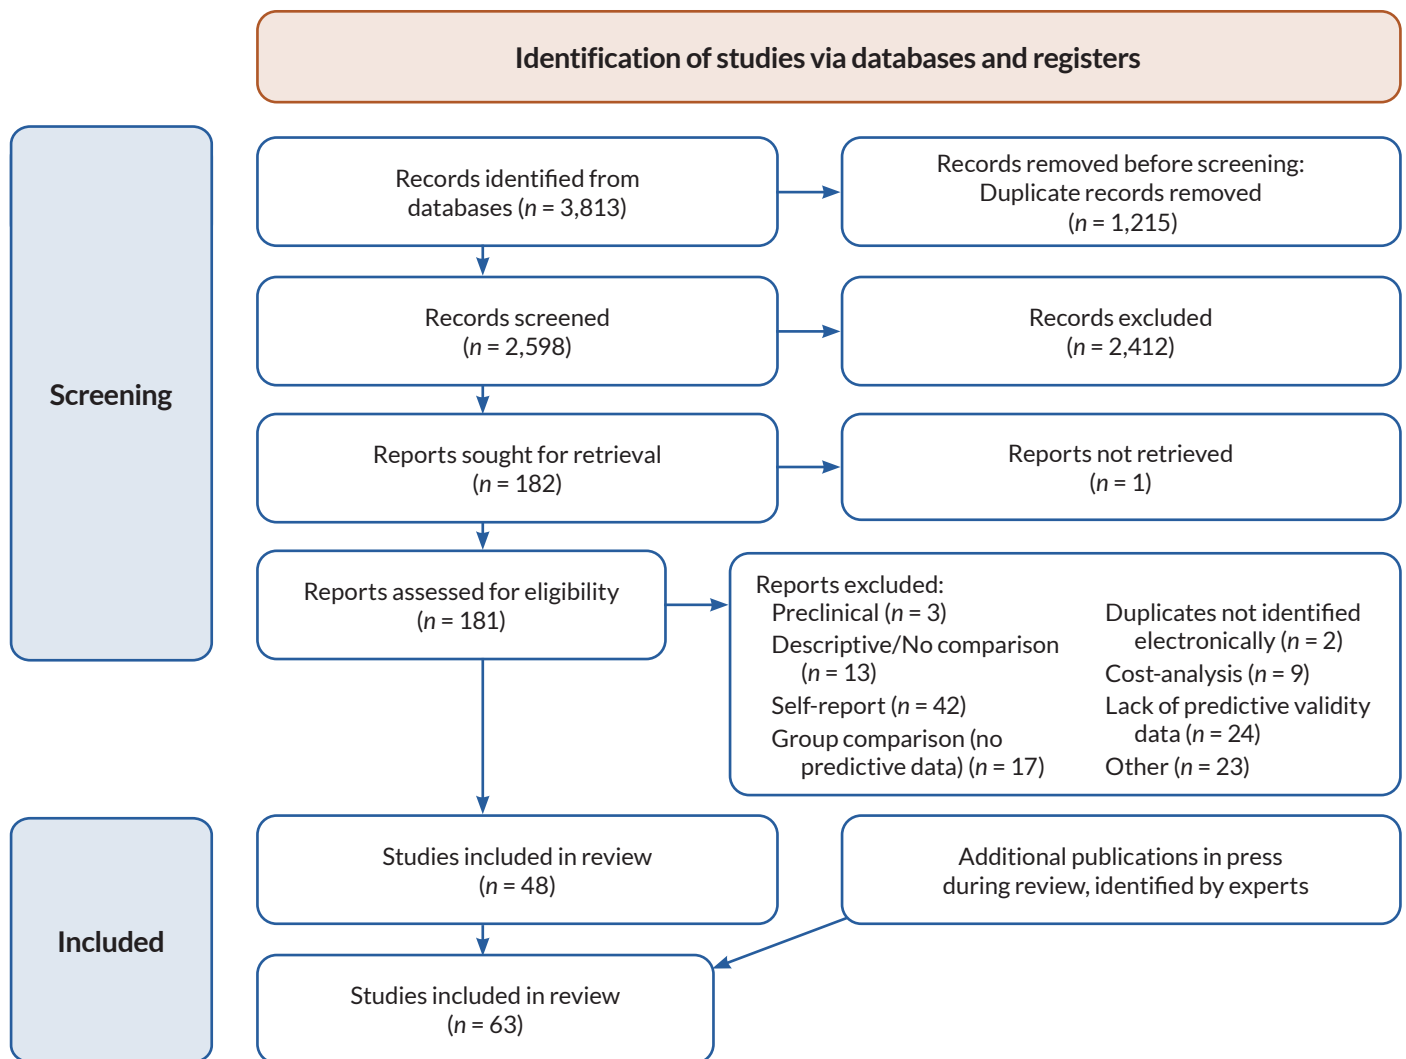 Identification of studies via databases and registers
Screening
Records identified from
databases (n = 3,813)
Records removed before screening:
Duplicate records removed
(n = 1,215)
Records screened
(n = 2,598)
Records excluded
(n = 2,412)
Reports sought for retrieval
(n = 182)
Reports not retrieved
(n = 1)
Reports assessed for eligibility
(n = 181)
Reports excluded:
Preclinical (n = 3)
Descriptive/No comparison
(n = 13)
Self-report (n = 42)
Group comparison (no
predictive data) (n = 17)
Duplicates not identified
electronically (n = 2)
Cost-analysis (n = 9)
Lack of predictive validity
data (n = 24)
Other (n = 23)
Included
Studies included in review
(n = 48)
Additional publications in press
during review, identified by experts
Studies included in review
(n = 63)